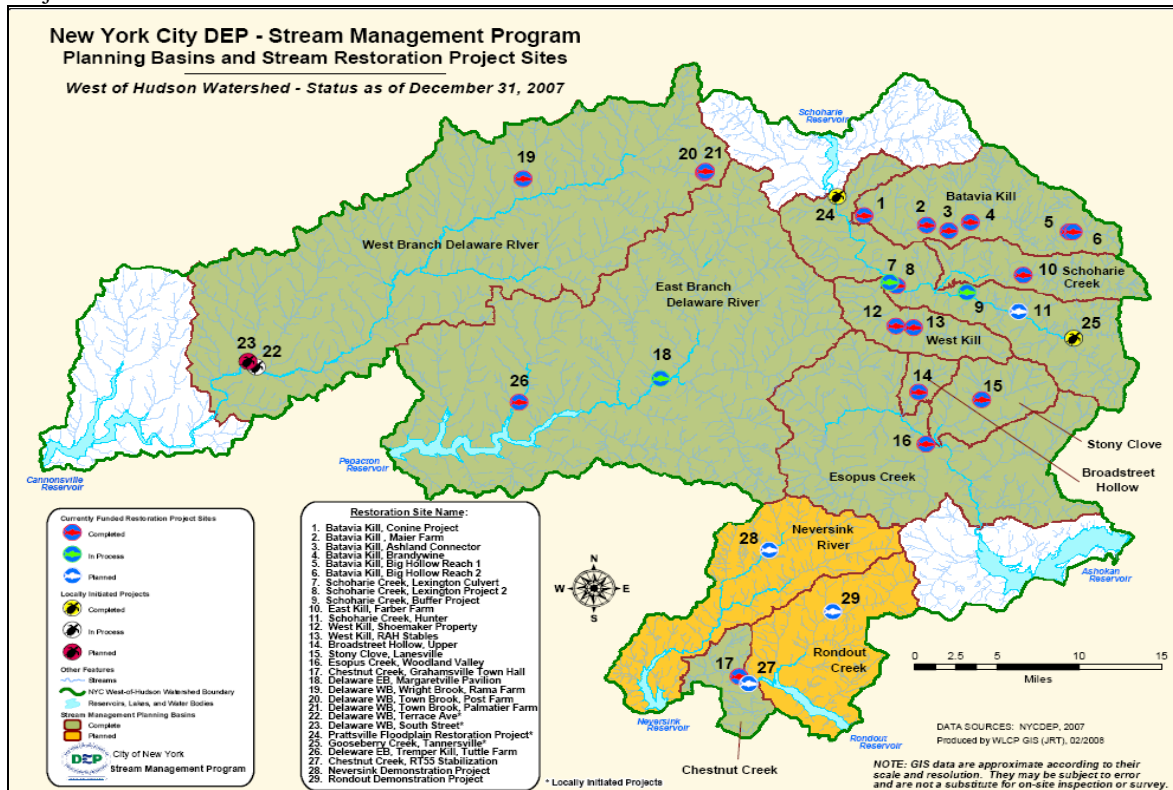 New York City DEP - Stream Management Program
Planning Basins and Stream Restoration Project Sites
West of Hudson Watershed - Status as of December 31, 2007
Schoharie
Reservoir
19
20
21
24
1
2
3
4
Batavia Kill
5
6
West Branch Delaware River
East Branch
Delaware River
7
8
10
Schoharie
Creek
9
11
25
12
13
West Kill
23
22
18
26
14
15
Stony Clove
Broadstreet
Hollow
16
Esopus Creek
Cannonsville
Reservoir
Pepacton
Reservoir
Ashokan
Reservoir
Neversink
River
28
29
Rondout
Creek
17
27
Neversink
Reservoir
Rondout
Reservoir
Chestnut Creek
N
W
E
S
0
5
10
15
Miles
Currently Funded Restoration Project Sites
Completed
In Process
Planned
Locally Initiated Projects
Completed
In Process
Planned
Other Features
Streams
NYC West-of-Hudson Watershed Boundary
Reservoirs, Lakes, and Water Bodies
Stream Management Planning Basins
Complete
Planned
DEP
City of New York
Stream Management Program
Restoration Site Name:
1. Batavia Kill, Conine Project
2. Batavia Kill , Maier Farm
3. Batavia Kill, Ashland Connector
4. Batavia Kill, Brandywine
5. Batavia Kill, Big Hollow Reach 1
6. Batavia Kill, Big Hollow Reach 2
7. Schoharie Creek, Lexington Culvert
8. Schoharie Creek, Lexington Project 2
9. Schoharie Creek, Buffer Project
10. East Kill, Farber Farm
11. Schoharie Creek, Hunter
12. West Kill, Shoemaker Property
13. West Kill, RAH Stables
14. Broadstreet Hollow, Upper
15. Stony Clove, Lanesville
16. Esopus Creek, Woodland Valley
17. Chestnut Creek, Grahamsville Town Hall
18. Delaware EB, Margaretville Pavilion
19. Delaware WB, Wright Brook, Rama Farm
20. Delaware WB, Town Brook, Post Farm
21. Delaware WB, Town Brook, Palmatier Farm
22. Delaware WB, Terrace Ave*
23. Delaware WB, South Street*
24. Prattsville Floodplain Restoration Project*
25. Gooseberry Creek, Tannersville*
26. Deleware EB, Tremper Kill, Tuttle Farm
27. Chestnut Creek, RT55 Stabilization
28. Neversink Demonstration Project
29. Rondout Demonstration Project
* Locally Initiated Projects
DATA SOURCES: NYCDEP, 2007
Produced by WLCP GIS (JRT), 02/2008
NOTE: GIS data are approximate according to their
scale and resolution. They may be subject to error
and are not a substitute for on-site inspection or survey.